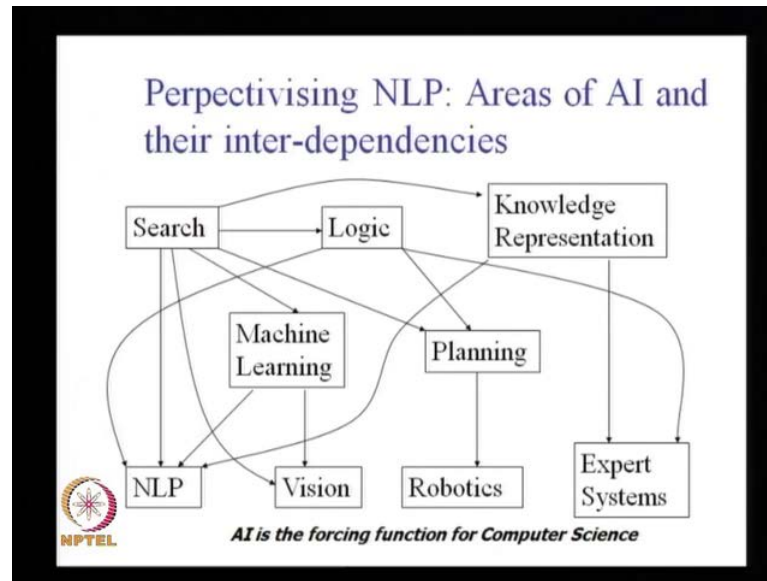 Perpectivising NLP: Areas of AI and
their inter-dependencies
Search
Logic
Knowledge
Representation
Machine
Learning
Planning
NLP
Vision
Robotics
Expert
Systems
AI is the forcing function for Computer Science
NPTEL